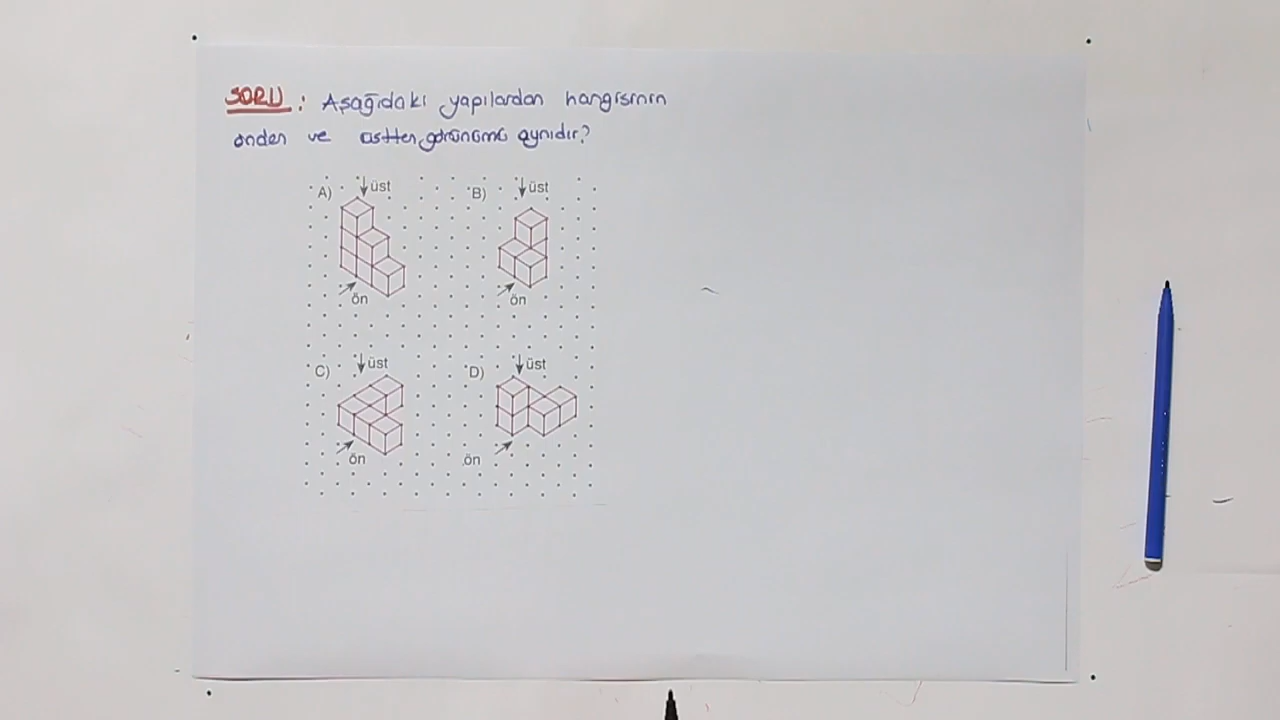 SORU : Aşağıdaki yapılardan hangisinin
önden ve üstten görünümü aynıdır?
A) üst B) üst
ön ön
C) üst D) üst
ön ön